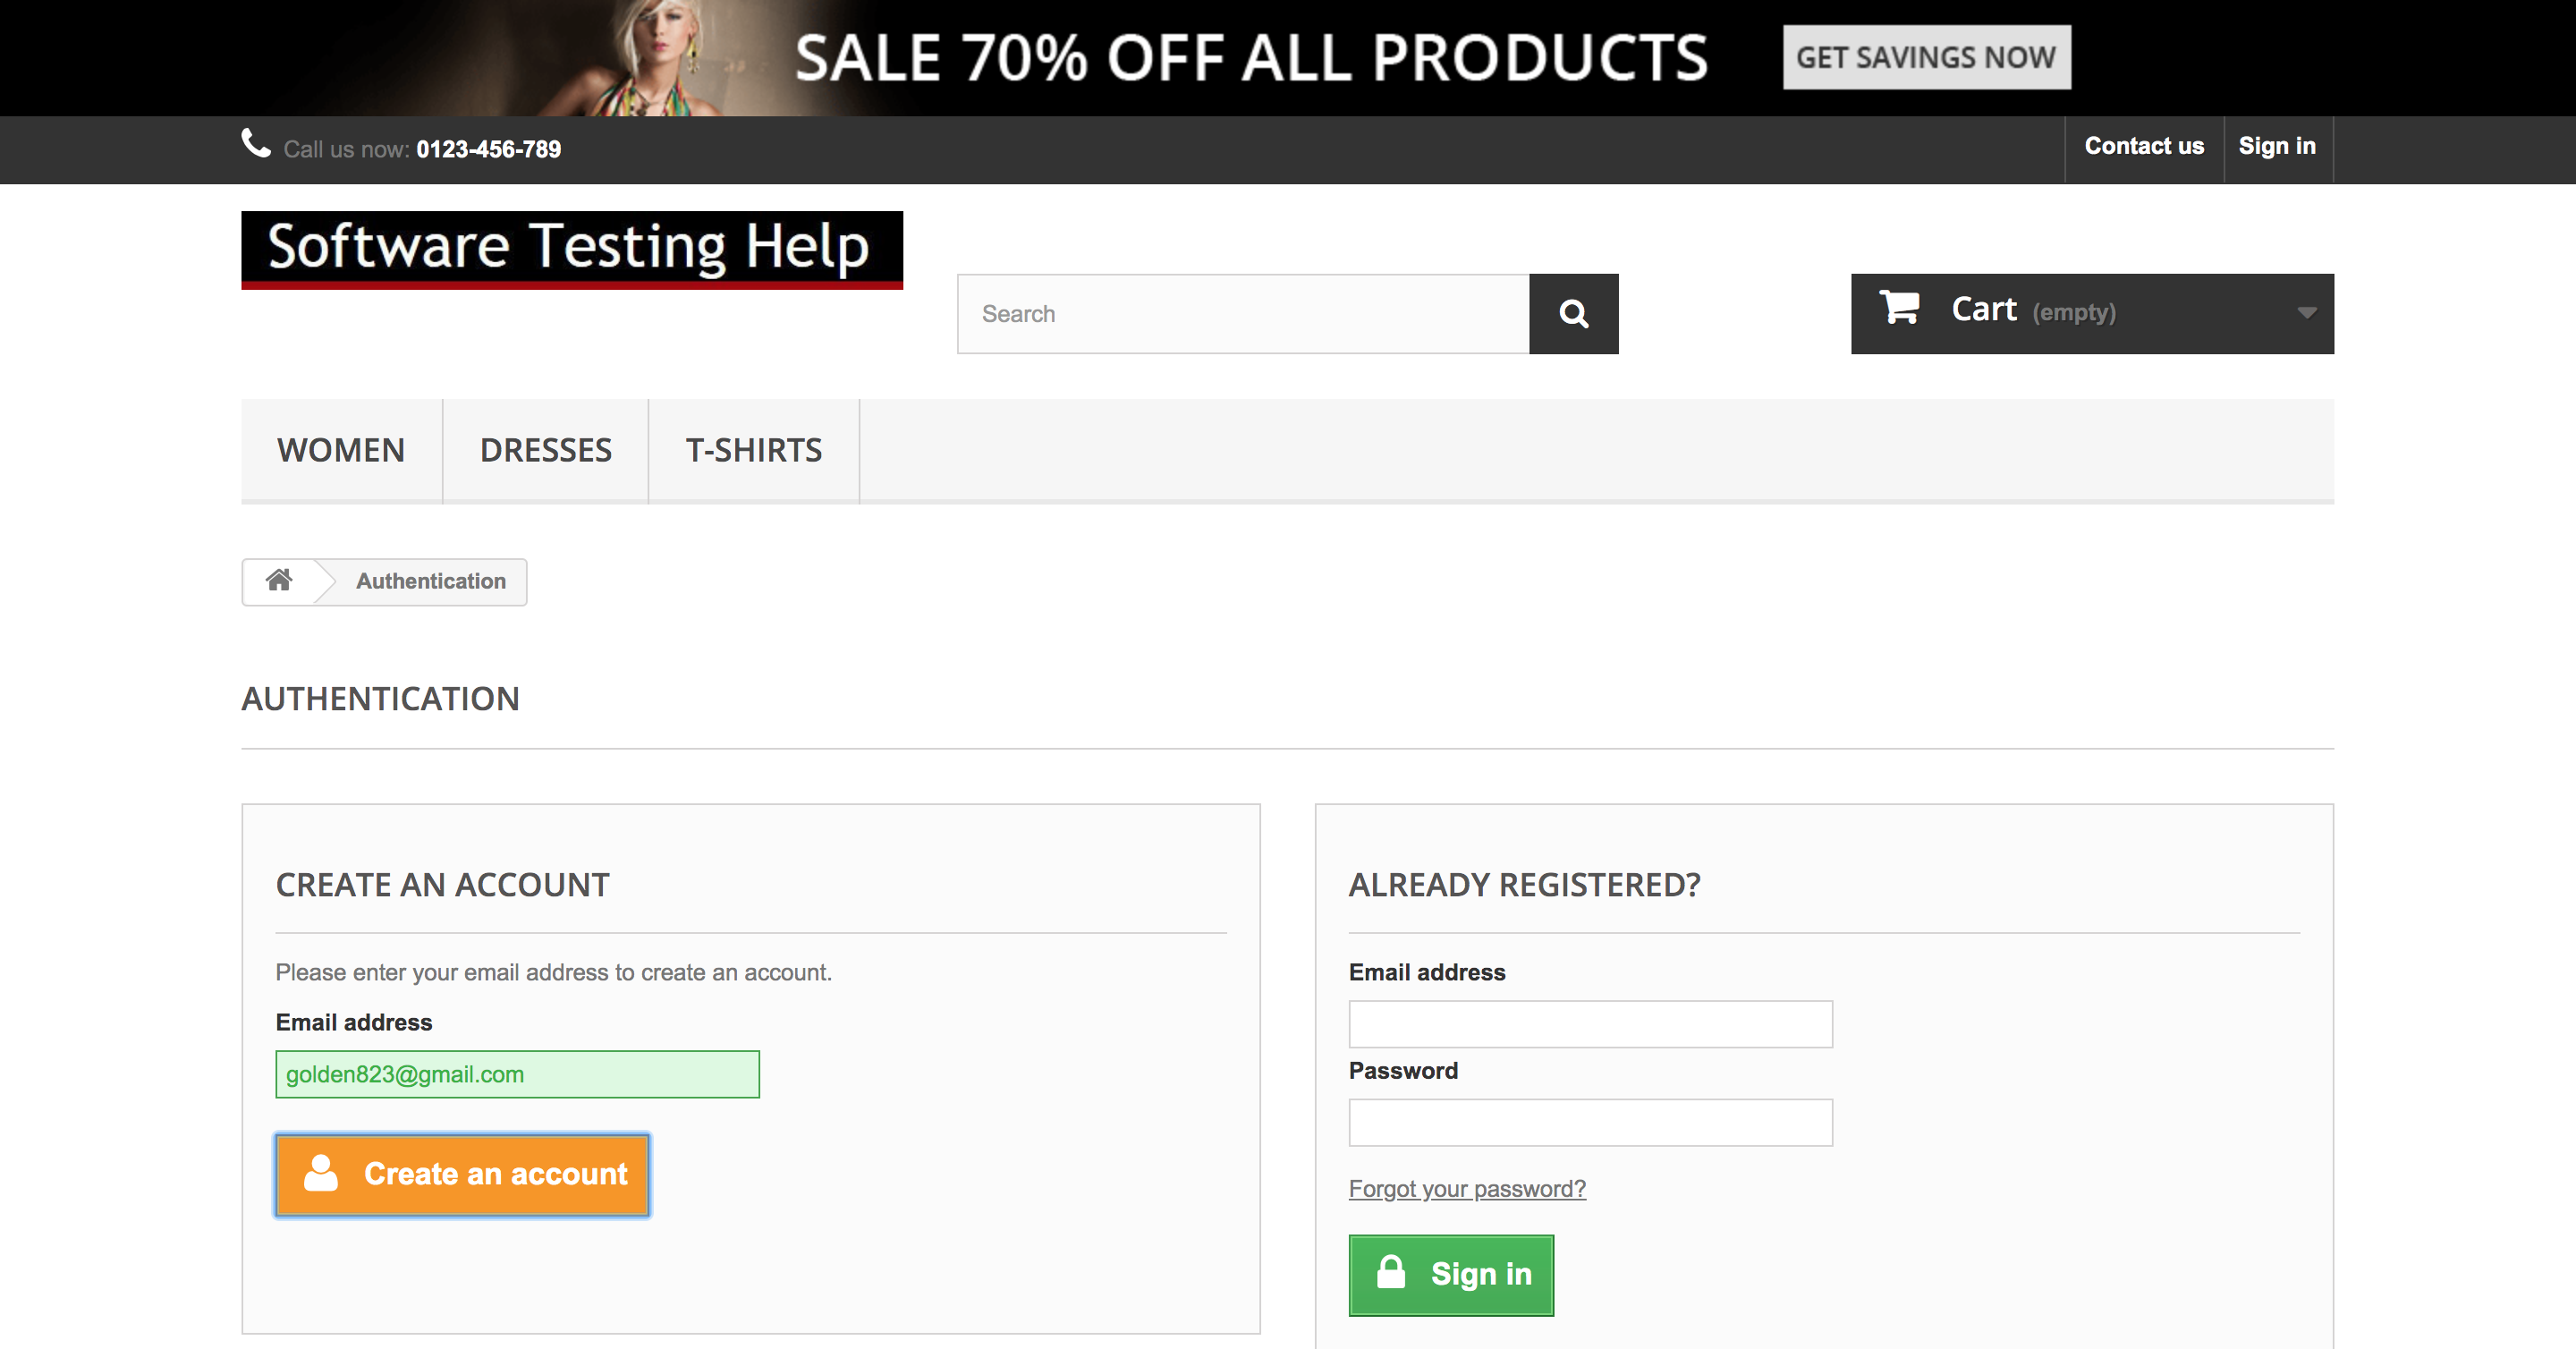 SALE 70% OFF ALL PRODUCTS GET SAVINGS NOW
Call us now: 0123-456-789 Contact us Sign in
Software Testing Help
Search
Cart (empty)
WOMEN DRESSES T-SHIRTS
Authentication
AUTHENTICATION
CREATE AN ACCOUNT
Please enter your email address to create an account.
Email address
golden823@gmail.com
Create an account
ALREADY REGISTERED?
Email address
Password
Forgot your password?
Sign in